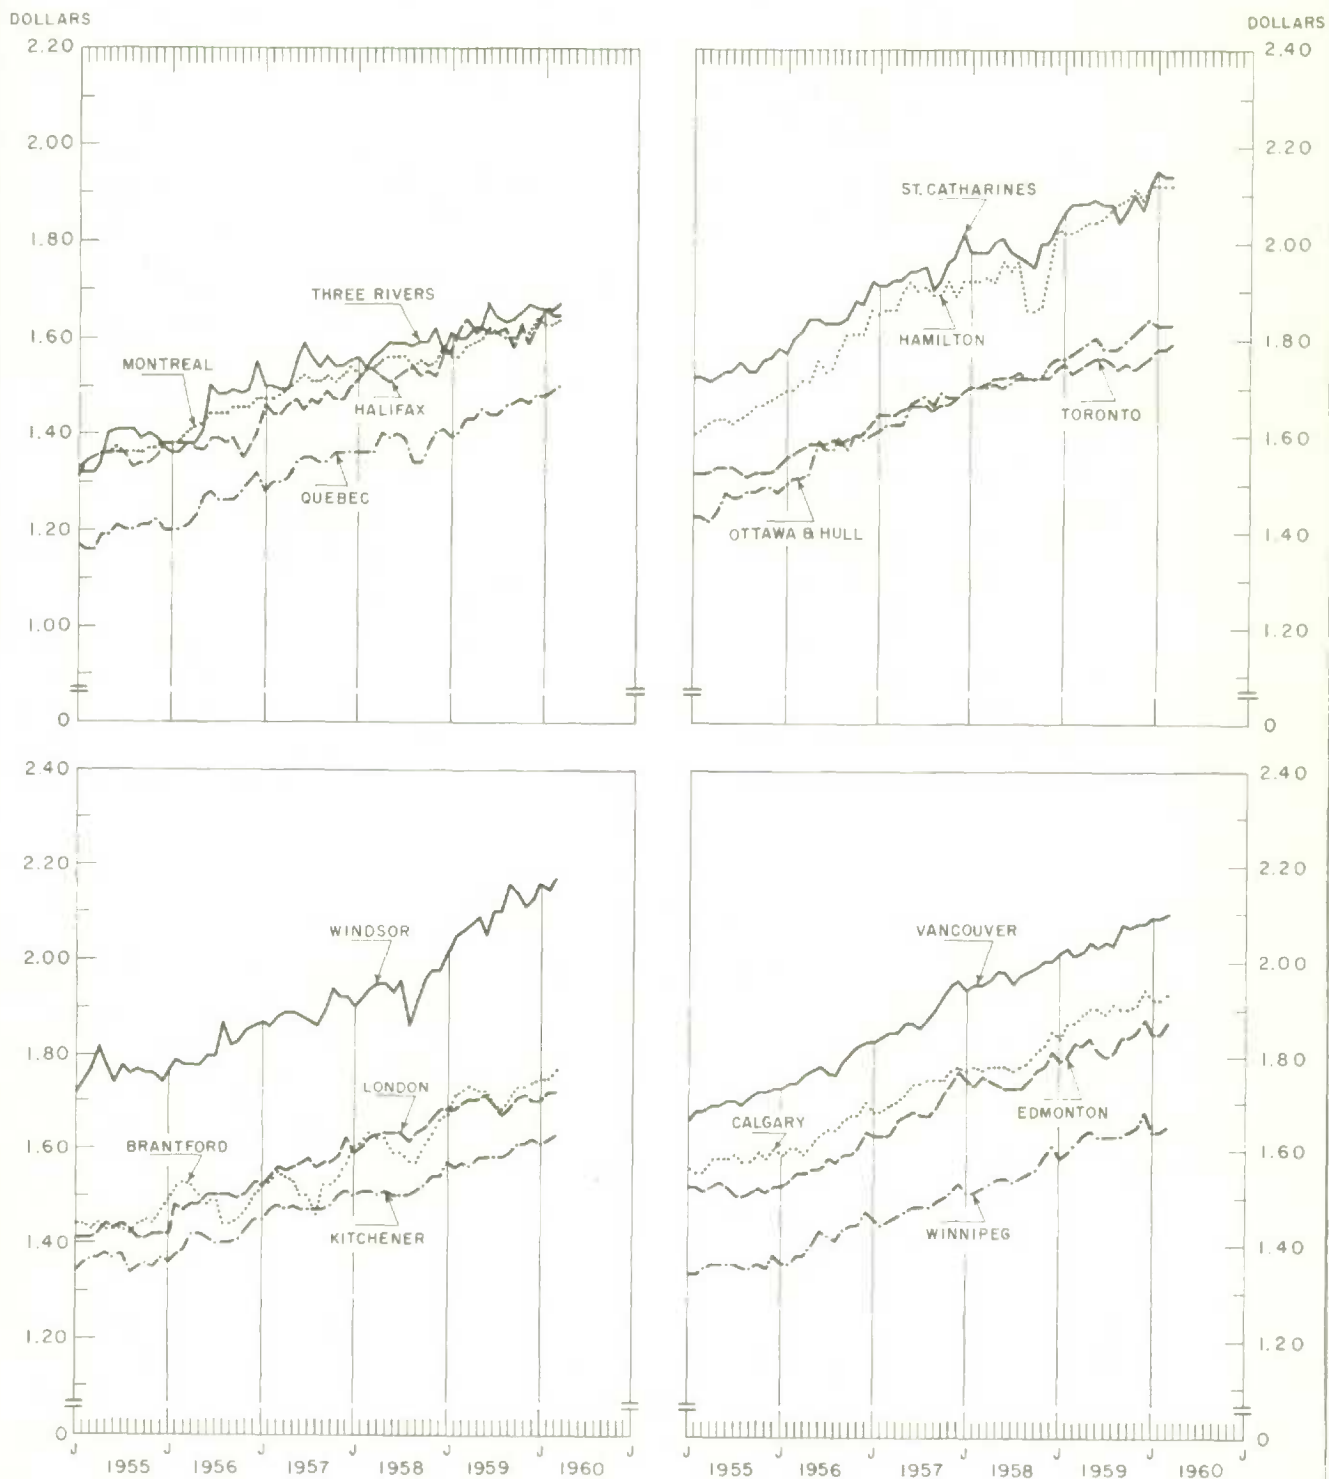 DOLLARS
2.20
2.00
1.80
1.60
1.40
1.20
1.00
0
THREE RIVERS
MONTREAL
HALIFAX
QUEBEC
DOLLARS
2.40
2.20
2.00
1.80
1.60
1.40
1.20
0
ST. CATHARINES
HAMILTON
TORONTO
OTTAWA & HULL
2.40
2.20
2.00
1.80
1.60
1.40
1.20
0
WINDSOR
LONDON
BRANTFORD
KITCHENER
J J J J J J J
1955 1956 1957 1958 1959 1960
2.40
2.20
2.00
1.80
1.60
1.40
1.20
0
VANCOUVER
CALGARY
EDMONTON
WINNIPEG
J J J J J J J
1955 1956 1957 1958 1959 1960